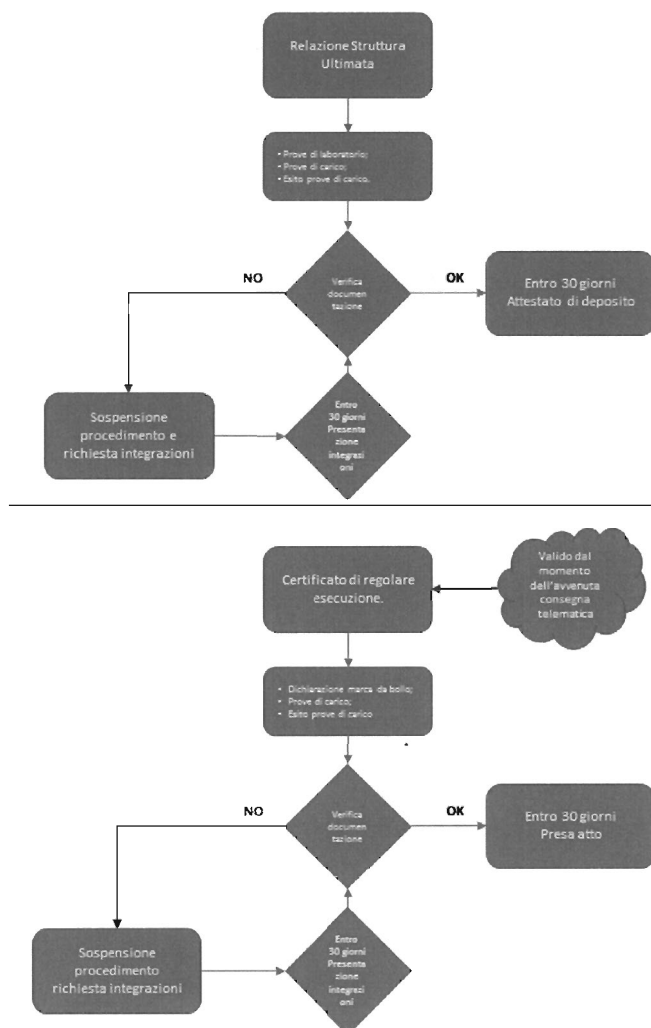 Relazione Struttura
Ultimata
• Prove di laboratorio;
• Prove di carico;
• Esito prove di carico.
NO
Verifica
documen
tazione
OK
Entro 30 giorni
Attestato di deposito
Sospensione
procedimento e
richiesta integrazioni
Entro
30 giorni
Presenta
zione
integrazi
oni
Certificato di regolare
esecuzione.
Valido dal
momento
dell'avvenuta
consegna
telematica
• Dichiarazione marca da bollo;
• Prove di carico;
• Esito prove di carico
NO
Verifica
documen
tazione
OK
Entro 30 giorni
Presa atto
Sospensione
procedimento
richiesta integrazioni
Entro
30 giorni
Presenta
zione
integrazi
oni